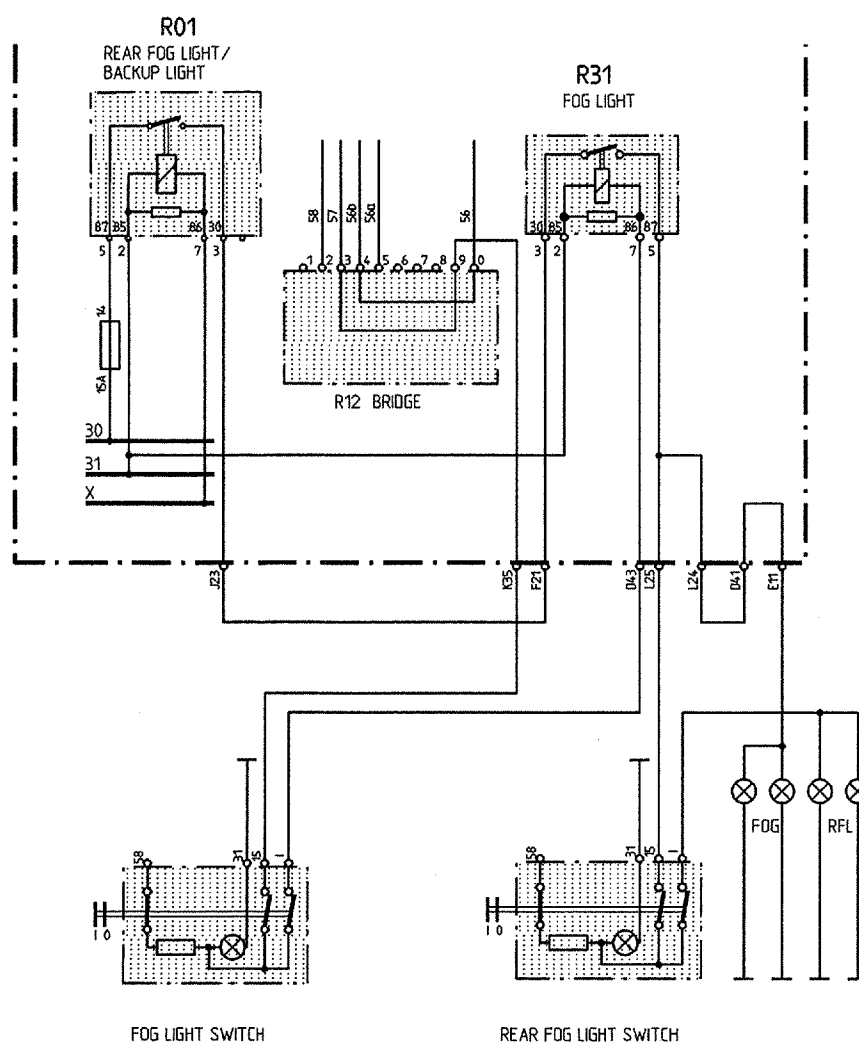 R01
REAR FOG LIGHT/
BACKUP LIGHT
R31
FOG LIGHT
87 85 86 30
5 2 7 3
58 57 56b 56a 56
30 85 86 87
3 2 7 5
1 2 3 4 5 6 7 8 9 0
14
15A
R12 BRIDGE
30
31
X
J23 K35 F21 D43 L25 L24 D41 E11
FOG RFL
58 31 15 1
58 31 15 1
I 0
I 0
FOG LIGHT SWITCH
REAR FOG LIGHT SWITCH